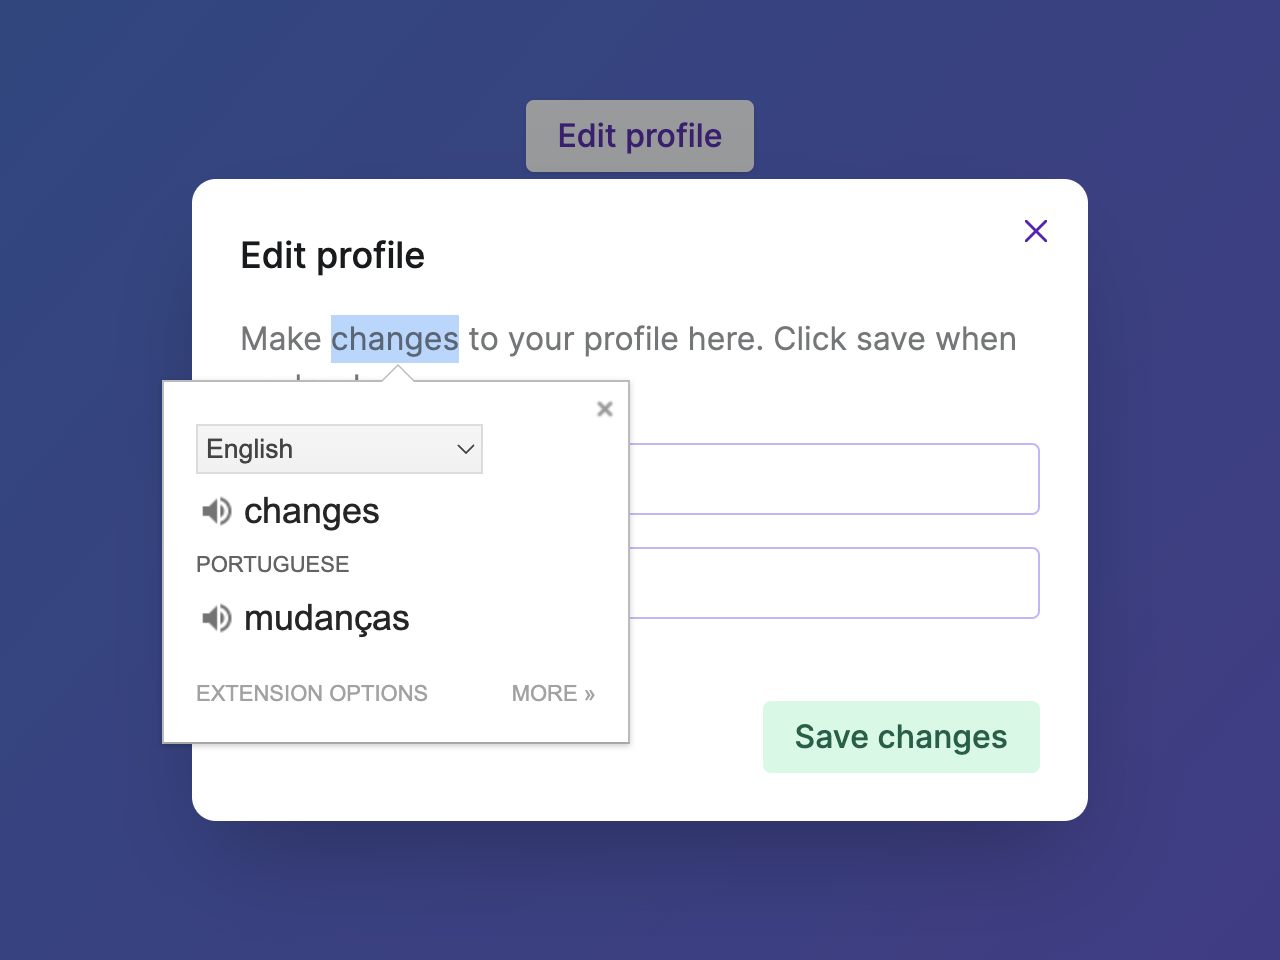 Edit profile
Edit profile
Make changes to your profile here. Click save when
English
changes
PORTUGUESE
mudanças
EXTENSION OPTIONS
MORE »
Save changes